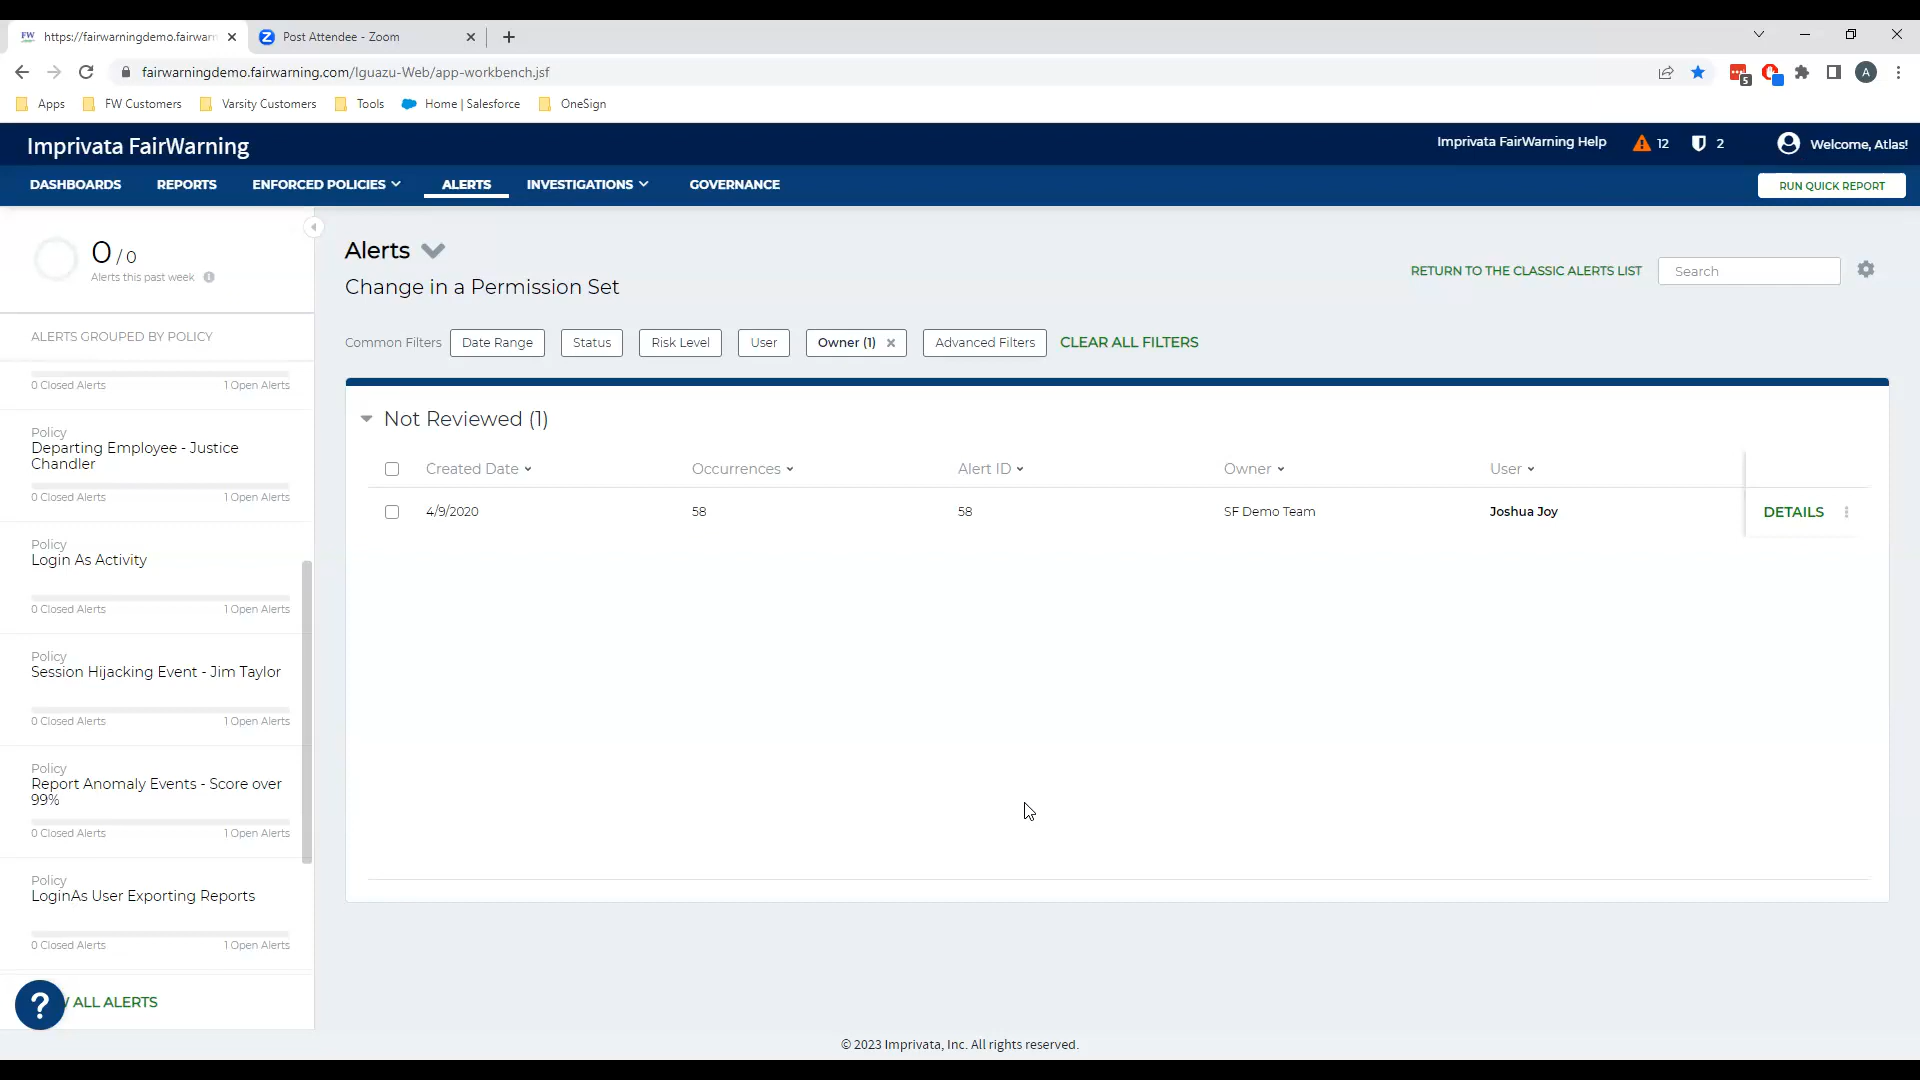 FW https://fairwarningdemo.fairwarn
Post Attendee - Zoom
fairwarningdemo.fairwarning.com/Iguazu-Web/app-workbench.jsf
5
A
Apps
FW Customers
Varsity Customers
Tools
Home | Salesforce
OneSign
Imprivata FairWarning
Imprivata FairWarning Help
12
2
Welcome, Atlas!
DASHBOARDS
REPORTS
ENFORCED POLICIES
ALERTS
INVESTIGATIONS
GOVERNANCE
RUN QUICK REPORT
0 / 0
Alerts this past week
ALERTS GROUPED BY POLICY
0 Closed Alerts 1 Open Alerts
Policy
Departing Employee - Justice
Chandler
0 Closed Alerts 1 Open Alerts
Policy
Login As Activity
0 Closed Alerts 1 Open Alerts
Policy
Session Hijacking Event - Jim Taylor
0 Closed Alerts 1 Open Alerts
Policy
Report Anomaly Events - Score over
99%
0 Closed Alerts 1 Open Alerts
Policy
LoginAs User Exporting Reports
0 Closed Alerts 1 Open Alerts
? ALL ALERTS
Alerts
Change in a Permission Set
RETURN TO THE CLASSIC ALERTS LIST
Search
Common Filters
Date Range
Status
Risk Level
User
Owner (1)
Advanced Filters
CLEAR ALL FILTERS
Not Reviewed (1)
Created Date Occurrences Alert ID Owner User
4/9/2020 58 58 SF Demo Team Joshua Joy DETAILS
© 2023 Imprivata, Inc. All rights reserved.